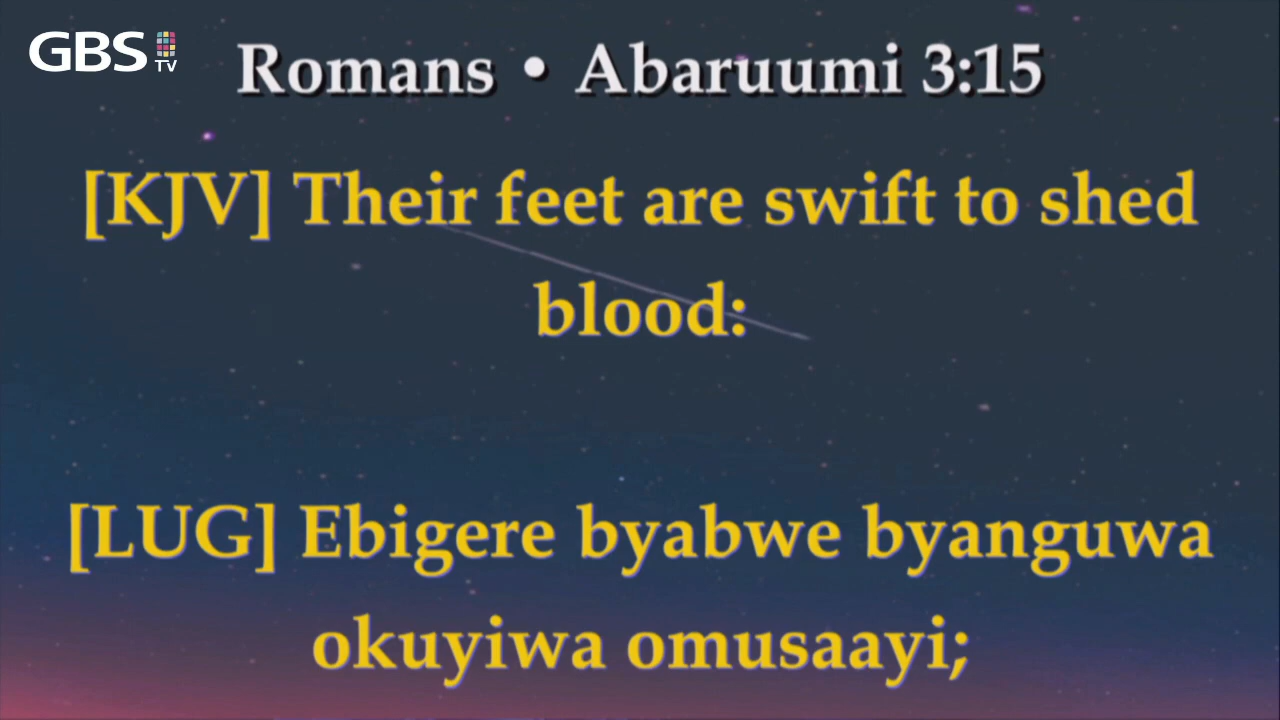 GBS TV
Romans • Abaruumi 3:15
[KJV] Their feet are swift to shed
blood:
[LUG] Ebigere byabwe byanguwa
okuyiwa omusaayi;